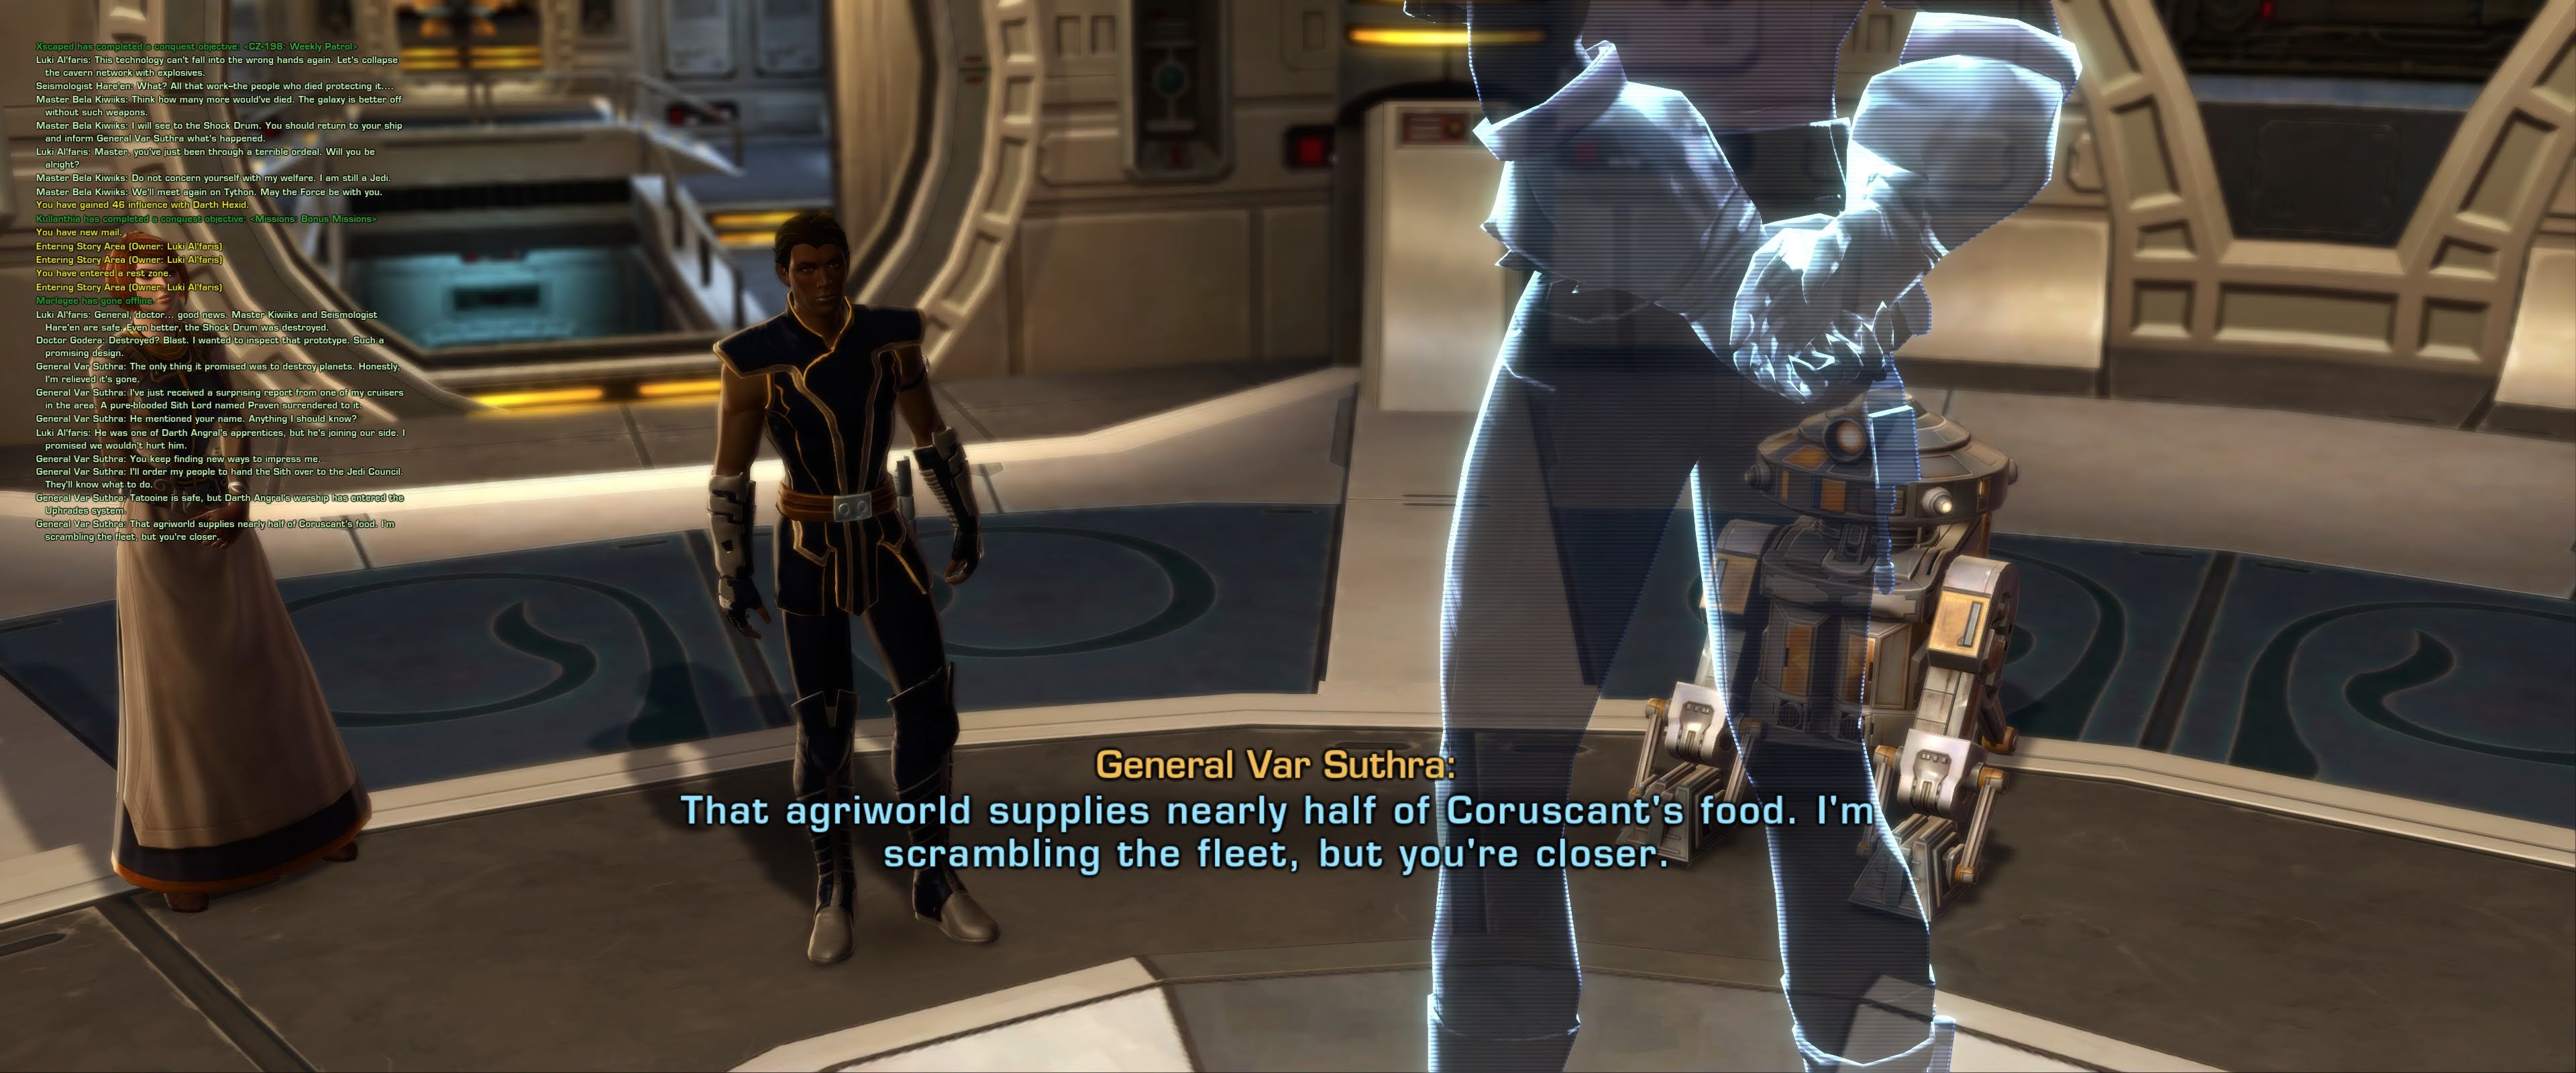 Xscaped has completed a conquest objective: <CZ-198: Weekly Patrol>
Luki Al'faris: This technology can't fall into the wrong hands again. Let's collapse
the cavern network with explosives.
Seismologist Hare'en: What? All that work—the people who died protecting it....
Master Bela Kiwiiks: Think how many more would've died. The galaxy is better off
without such weapons.
Master Bela Kiwiiks: I will see to the Shock Drum. You should return to your ship
and inform General Var Suthra what's happened.
Luki Al'faris: Master, you've just been through a terrible ordeal. Will you be
alright?
Master Bela Kiwiiks: Do not concern yourself with my welfare. I am still a Jedi.
Master Bela Kiwiiks: We'll meet again on Tython. May the Force be with you.
You have gained 46 influence with Darth Hexid.
Kullanthia has completed a conquest objective: <Missions: Bonus Missions>
You have new mail.
Entering Story Area (Owner: Luki Al'faris)
Entering Story Area (Owner: Luki Al'faris)
You have entered a rest zone.
Entering Story Area (Owner: Luki Al'faris)
Marlagee has gone offline.
Luki Al'faris: General, doctor... good news. Master Kiwiiks and Seismologist
Hare'en are safe. Even better, the Shock Drum was destroyed.
Doctor Godera: Destroyed? Blast. I wanted to inspect that prototype. Such a
promising design.
General Var Suthra: The only thing it promised was to destroy planets. Honestly,
I'm relieved it's gone.
General Var Suthra: I've just received a surprising report from one of my cruisers
in the area. A pure-blooded Sith Lord named Praven surrendered to it.
General Var Suthra: He mentioned your name. Anything I should know?
Luki Al'faris: He was one of Darth Angral's apprentices, but he's joining our side. I
promised we wouldn't hurt him.
General Var Suthra: You keep finding new ways to impress me.
General Var Suthra: I'll order my people to hand the Sith over to the Jedi Council.
They'll know what to do.
General Var Suthra: Tatooine is safe, but Darth Angral's warship has entered the
Uphrades system.
General Var Suthra: That agriworld supplies nearly half of Coruscant's food. I'm
scrambling the fleet, but you're closer.
General Var Suthra:
That agriworld supplies nearly half of Coruscant's food. I'm
scrambling the fleet, but you're closer.